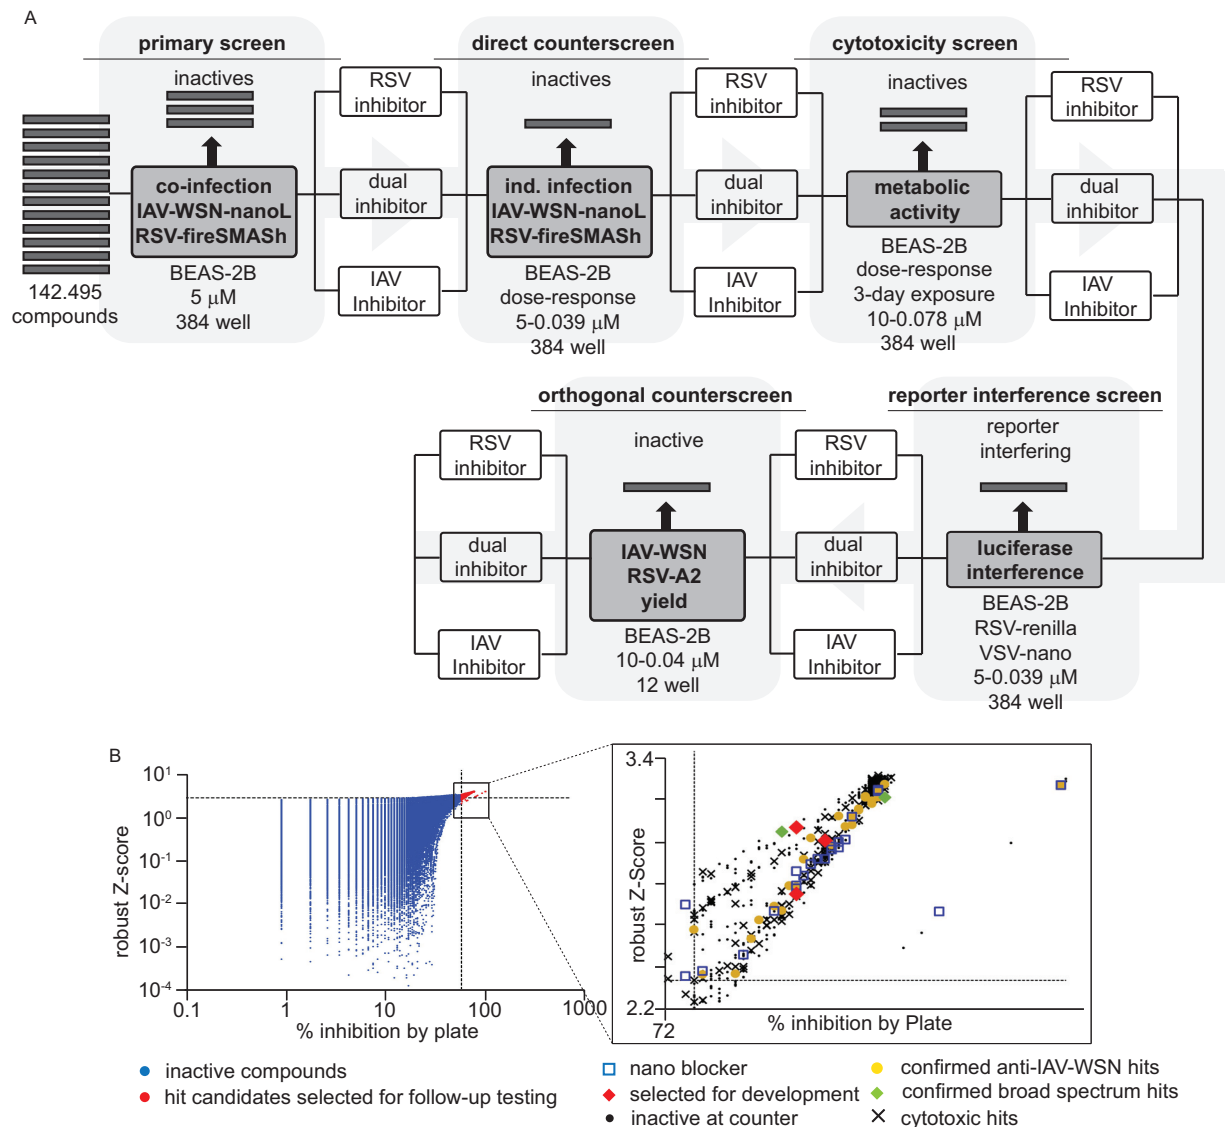 A
primary screen
direct counterscreen
cytotoxicity screen
inactives
inactives
inactives
RSV
inhibitor
RSV
inhibitor
RSV
inhibitor
co-infection
IAV-WSN-nanoL
RSV-fireSMASh
dual
inhibitor
ind. infection
IAV-WSN-nanoL
RSV-fireSMASh
dual
inhibitor
metabolic
activity
dual
inhibitor
142.495
compounds
BEAS-2B
5 μM
384 well
IAV
Inhibitor
BEAS-2B
dose-response
5-0.039 μM
384 well
IAV
Inhibitor
BEAS-2B
dose-response
3-day exposure
10-0.078 μM
384 well
IAV
Inhibitor
orthogonal counterscreen
reporter interference screen
RSV
inhibitor
inactive
RSV
inhibitor
reporter
interfering
dual
inhibitor
IAV-WSN
RSV-A2
yield
dual
inhibitor
luciferase
interference
IAV
Inhibitor
BEAS-2B
10-0.04 μM
12 well
IAV
Inhibitor
BEAS-2B
RSV-renilla
VSV-nano
5-0.039 μM
384 well
B
robust Z-score
10¹
10⁰
10⁻¹
10⁻²
10⁻³
10⁻⁴
0.1
1
10
100
1000
% inhibition by plate
robust Z-Score
3.4
2.2
72
% inhibition by Plate
inactive compounds
hit candidates selected for follow-up testing
nano blocker
selected for development
inactive at counter
confirmed anti-IAV-WSN hits
confirmed broad spectrum hits
cytotoxic hits